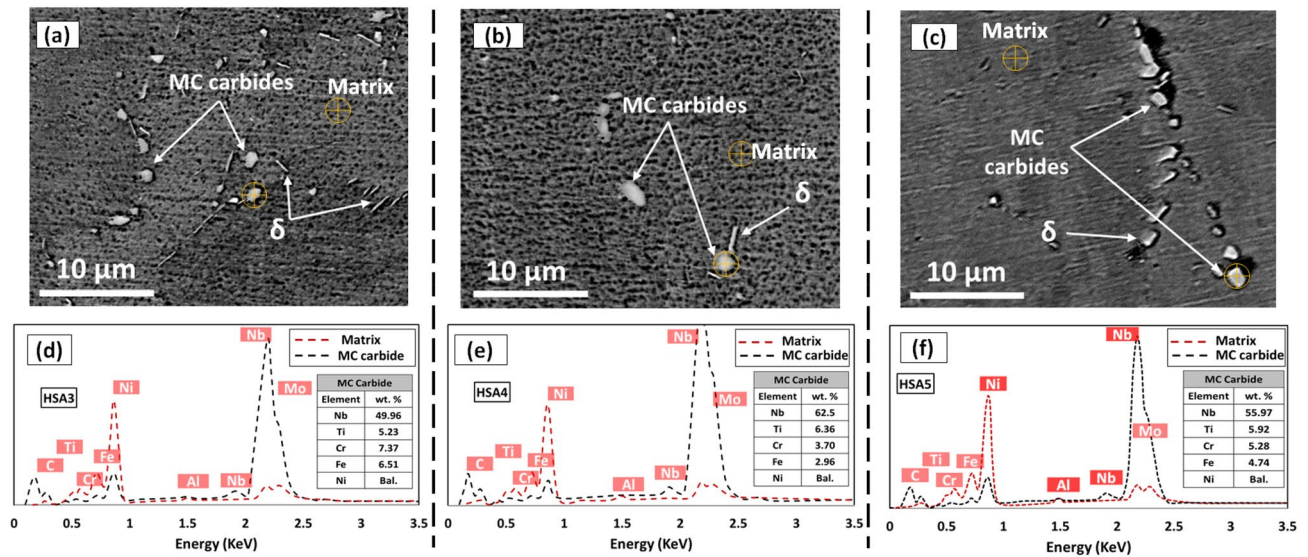 (a)
MC carbides
Matrix
δ
10 μm
(b)
MC carbides
Matrix
δ
10 μm
(c)
Matrix
MC
carbides
δ
10 μm
(d)
Nb
Matrix
MC carbide
Ni
Mo
HSA3
MC Carbide
Element wt. %
Nb 49.96
Ti 5.23
Cr 7.37
Fe 6.51
Ni Bal.
Ti
Fe
C
Cr
Al
Nb
0 0.5 1 1.5 2 2.5 3 3.5
Energy (KeV)
(e)
Nb
Matrix
MC carbide
Ni
Mo
HSA4
MC Carbide
Element wt. %
Nb 62.5
Ti 6.36
Cr 3.70
Fe 2.96
Ni Bal.
Ti
Fe
C
Cr
Al
Nb
0 0.5 1 1.5 2 2.5 3 3.5
Energy (KeV)
(f)
Nb
Matrix
MC carbide
Ni
Mo
HSA5
MC Carbide
Element wt. %
Nb 55.97
Ti 5.92
Cr 5.28
Fe 4.74
Ni Bal.
Ti
Fe
C
Cr
Al
Nb
0 0.5 1 1.5 2 2.5 3 3.5
Energy (KeV)